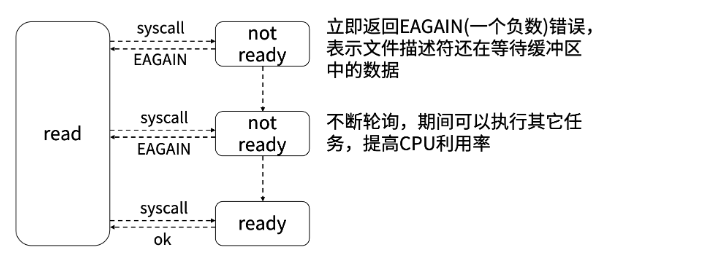 read
syscall
EAGAIN
not
ready
立即返回EAGAIN(一个负数)错误，
表示文件描述符还在等待缓冲区
中的数据
syscall
EAGAIN
not
ready
不断轮询，期间可以执行其它任
务，提高CPU利用率
syscall
ok
ready